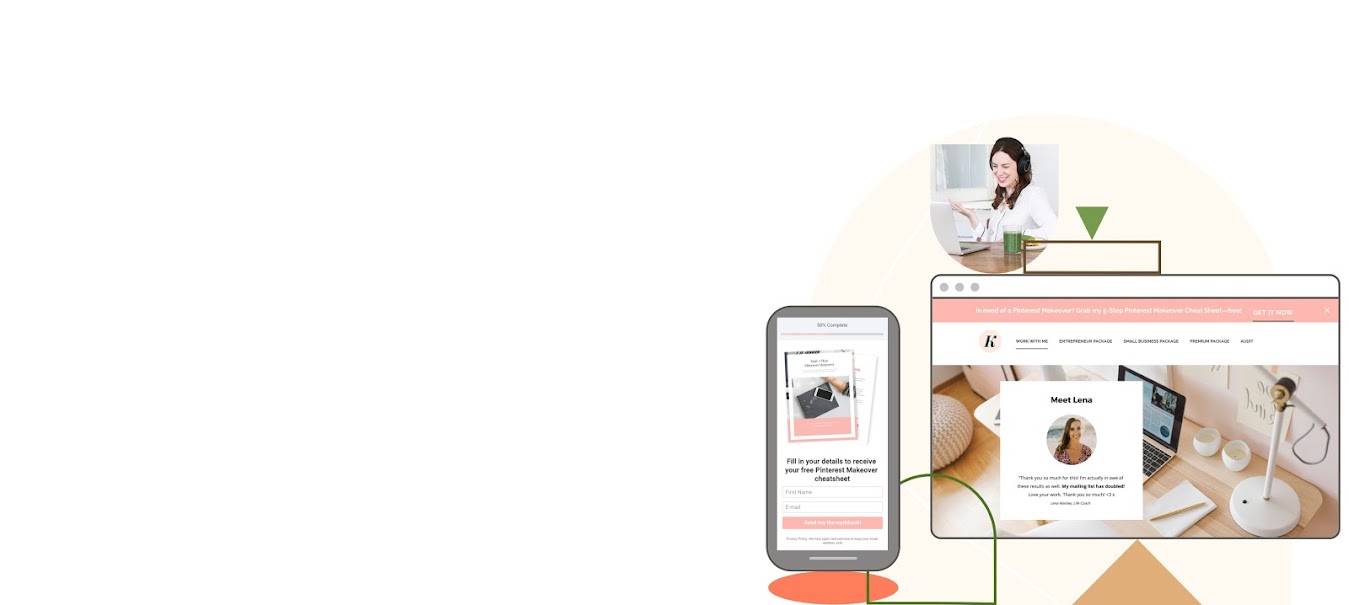 In need of a Pinterest Makeover? Grab my 5-Step Pinterest Makeover Cheat Sheet—free!
GET IT NOW
K
WORK WITH ME
ENTREPRENEUR PACKAGE
SMALL BUSINESS PACKAGE
PREMIUM PACKAGE
Meet Lena
"Thank you so much for this! I'm actually in awe of
these results as well. My mailing list has doubled!
Love your work. Thank you so much! <3 x
50% Complete
Fill in your details to receive
your free Pinterest Makeover
cheatsheet
First Name
E-mail
Send me the workbook!